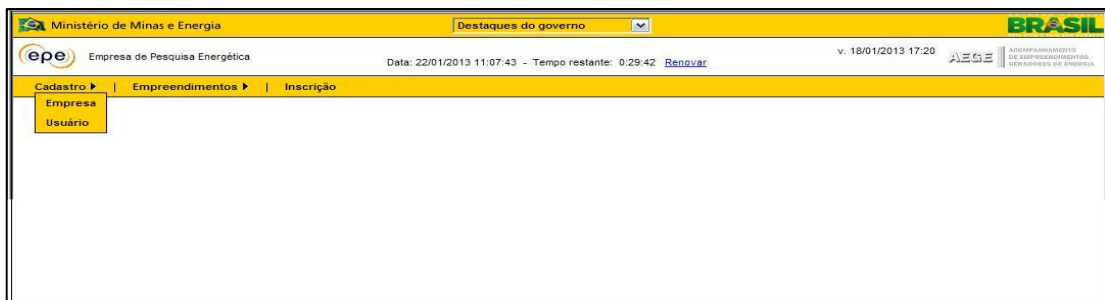 Ministério de Minas e Energia
Destaques do governo
BRASIL
epe
Empresa de Pesquisa Energética
Data: 22/01/2013 11:07:43 - Tempo restante: 0:29:42 Renovar
v. 18/01/2013 17:20
AEGE
ACOMPANHAMENTO
DE EMPREENDIMENTOS
GERADORES DE ENERGIA
Cadastro | Empreendimentos | Inscrição
Empresa
Usuário